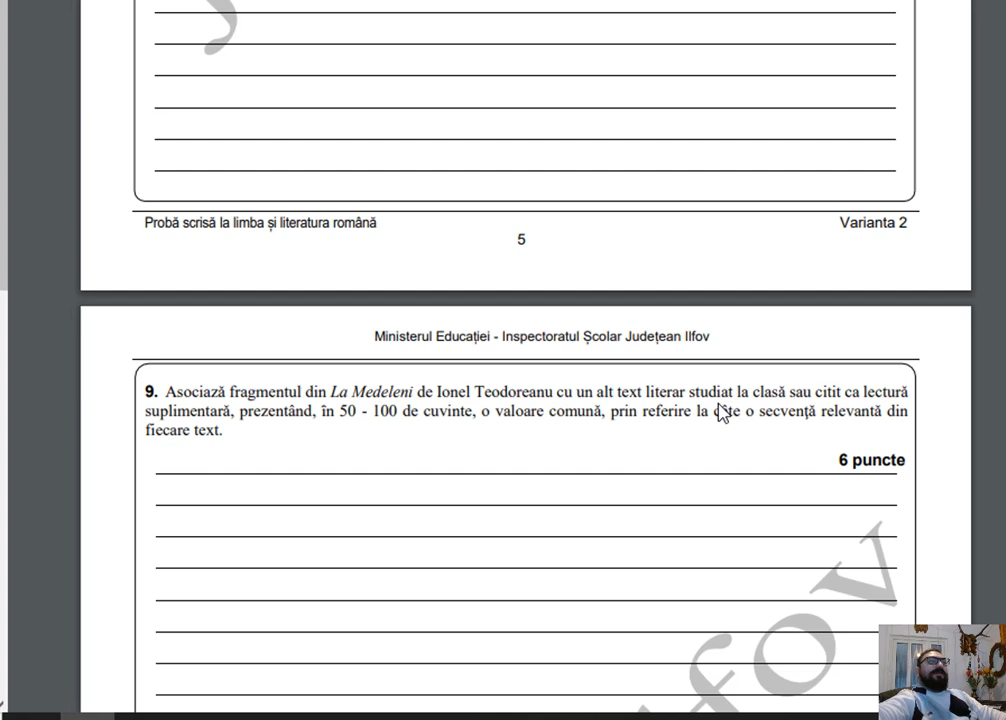 Probă scrisă la limba și literatura română
Varianta 2
5
Ministerul Educației - Inspectoratul Școlar Județean Ilfov
9. Asociază fragmentul din La Medeleni de Ionel Teodoreanu cu un alt text literar studiat la clasă sau citit ca lectură
suplimentară, prezentând, în 50 - 100 de cuvinte, o valoare comună, prin referire la câte o secvență relevantă din
fiecare text.
6 puncte